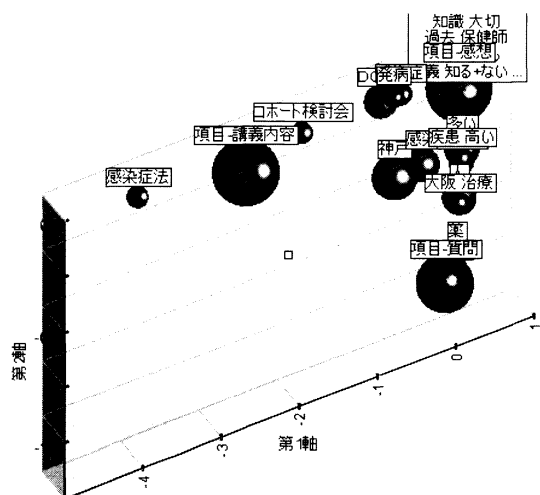 知識 大切
過去 保健師
項目-感想
発病 定義 知る+ない ...
コホート検討会
項目-講義内容
多い
疾患 高い
神戸
感染症法
大阪 治療
薬
項目-質問
第2軸
第1軸
-4
-3
-2
-1
0
1